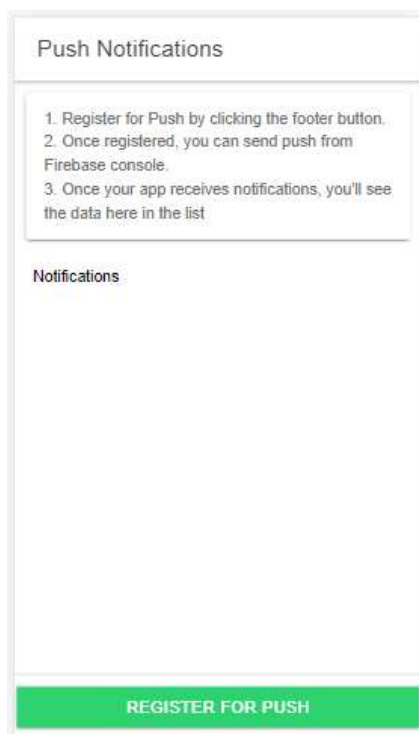 Push Notifications
1. Register for Push by clicking the footer button.
2. Once registered, you can send push from
Firebase console.
3. Once your app receives notifications, you'll see
the data here in the list
Notifications
REGISTER FOR PUSH